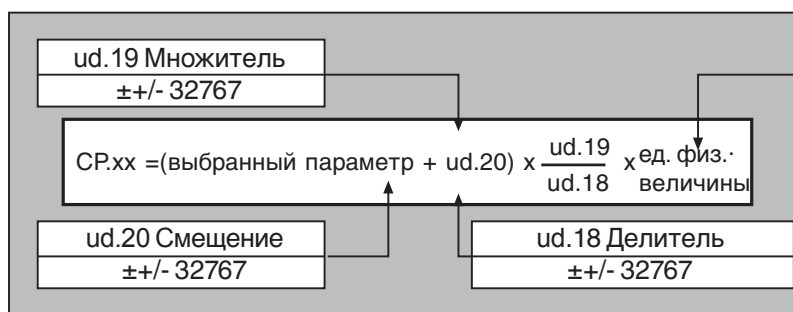 ud.19 Множитель
±+/- 32767
CP.xx =(выбранный параметр + ud.20) x ud.19 / ud.18 x ед. физ.· величины
ud.20 Смещение
±+/- 32767
ud.18 Делитель
±+/- 32767